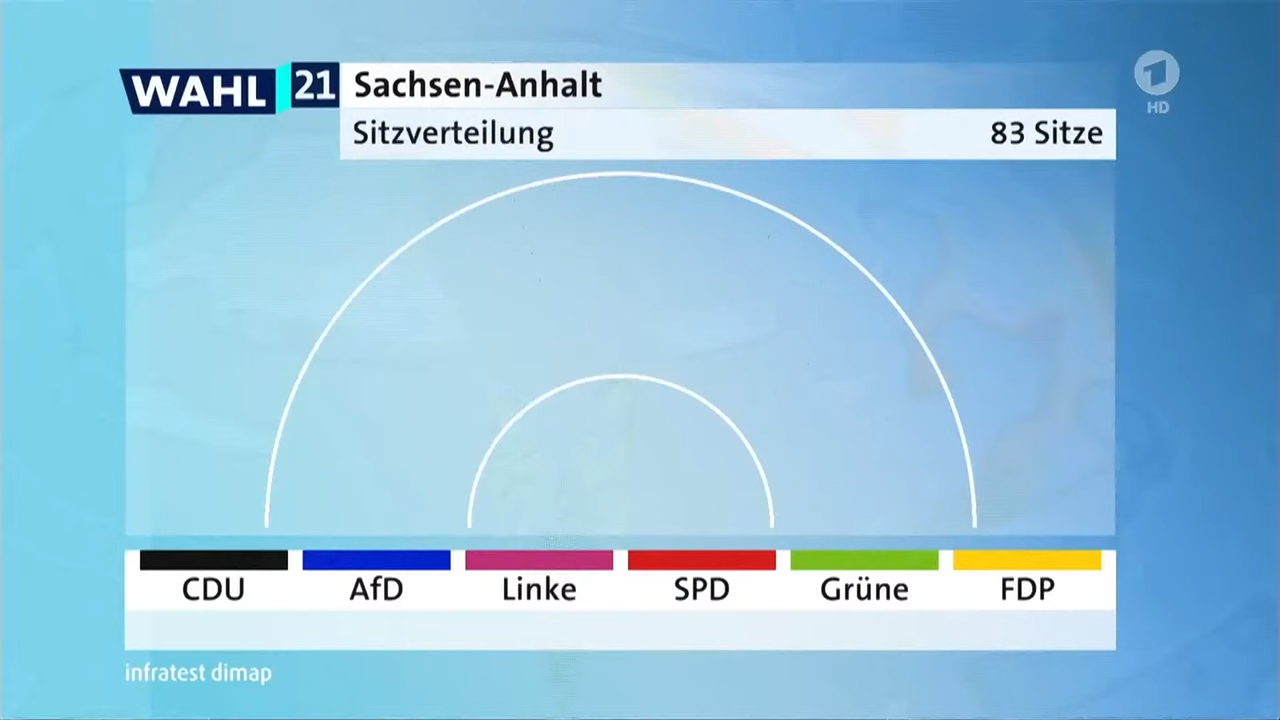 WAHL 21 Sachsen-Anhalt
Sitzverteilung 83 Sitze
1
HD
CDU AfD Linke SPD Grüne FDP
infratest dimap